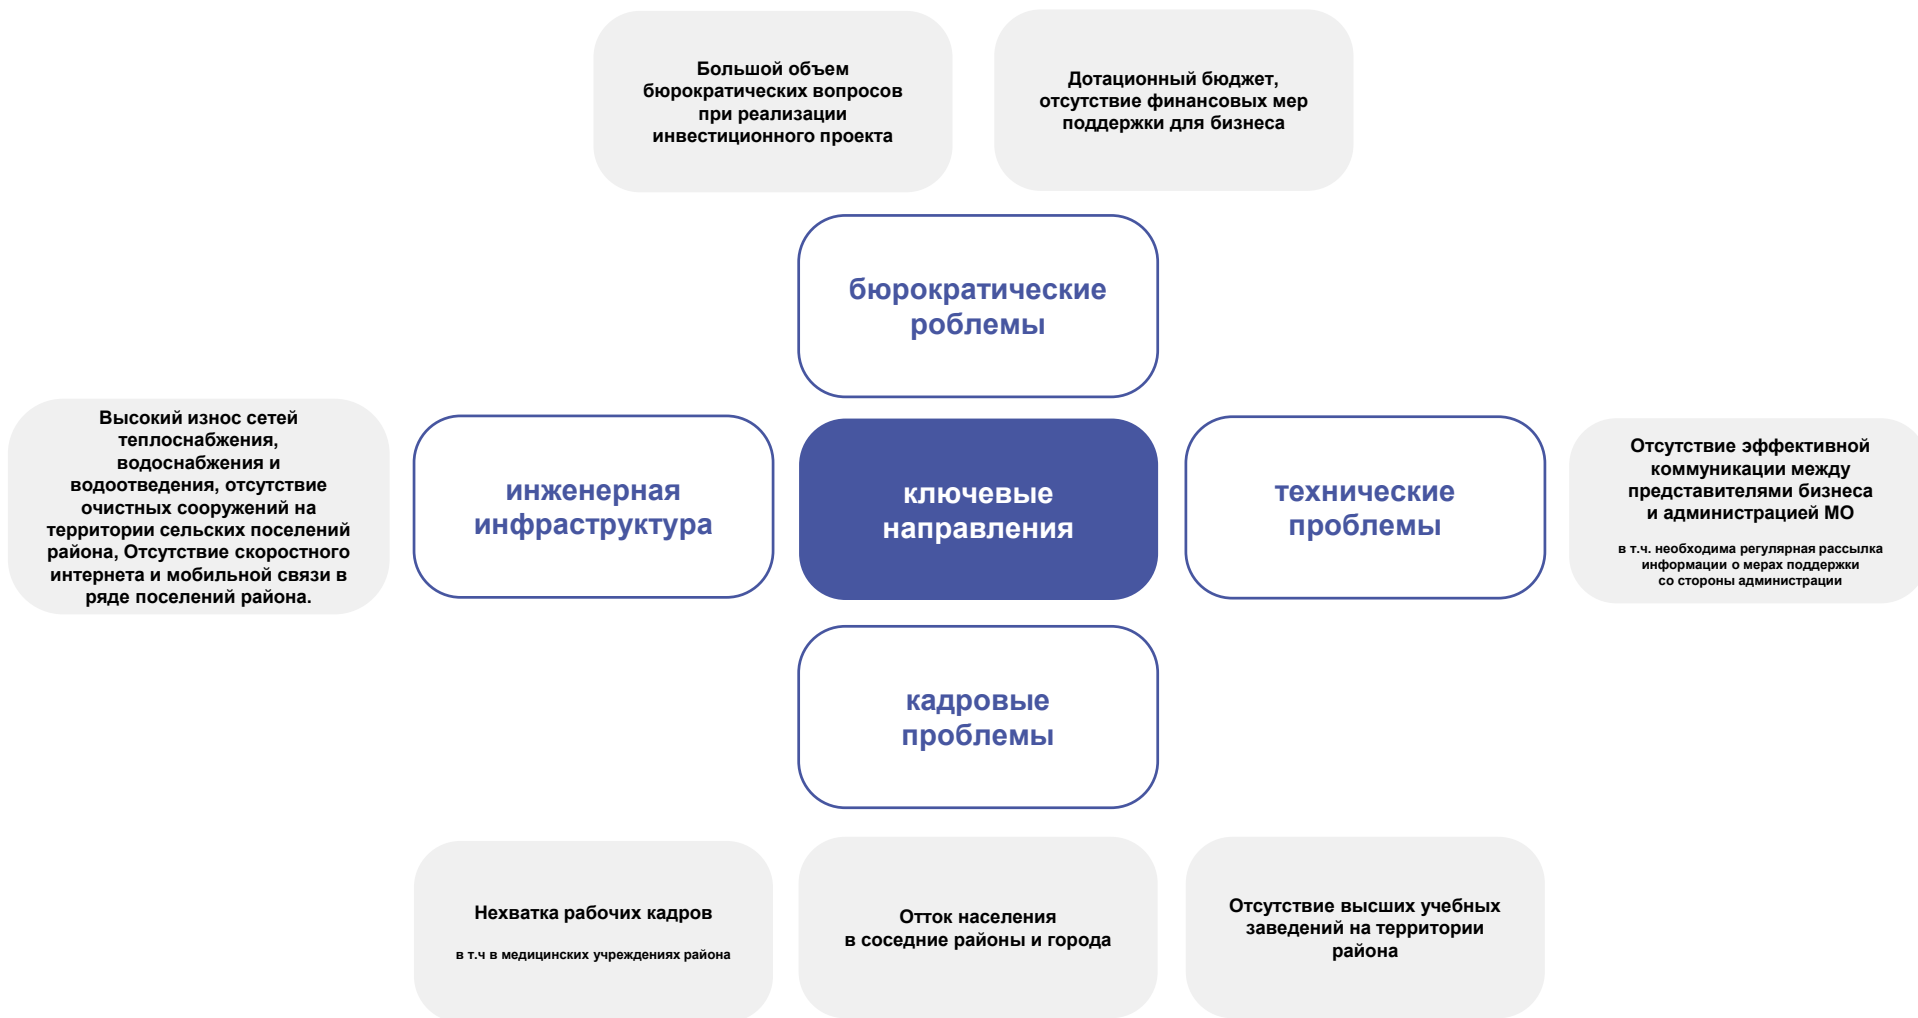 Большой объем
бюрократических вопросов
при реализации
инвестиционного проекта
Дотационный бюджет,
отсутствие финансовых мер
поддержки для бизнеса
бюрократические
роблемы
Высокий износ сетей
теплоснабжения,
водоснабжения и
водоотведения, отсутствие
очистных сооружений на
территории сельских поселений
района, Отсутствие скоростного
интернета и мобильной связи в
ряде поселений района.
инженерная
инфраструктура
ключевые
направления
технические
проблемы
Отсутствие эффективной
коммуникации между
представителями бизнеса
и администрацией МО
в т.ч. необходима регулярная рассылка
информации о мерах поддержки
со стороны администрации
кадровые
проблемы
Нехватка рабочих кадров
в т.ч в медицинских учреждениях района
Отток населения
в соседние районы и города
Отсутствие высших учебных
заведений на территории
района